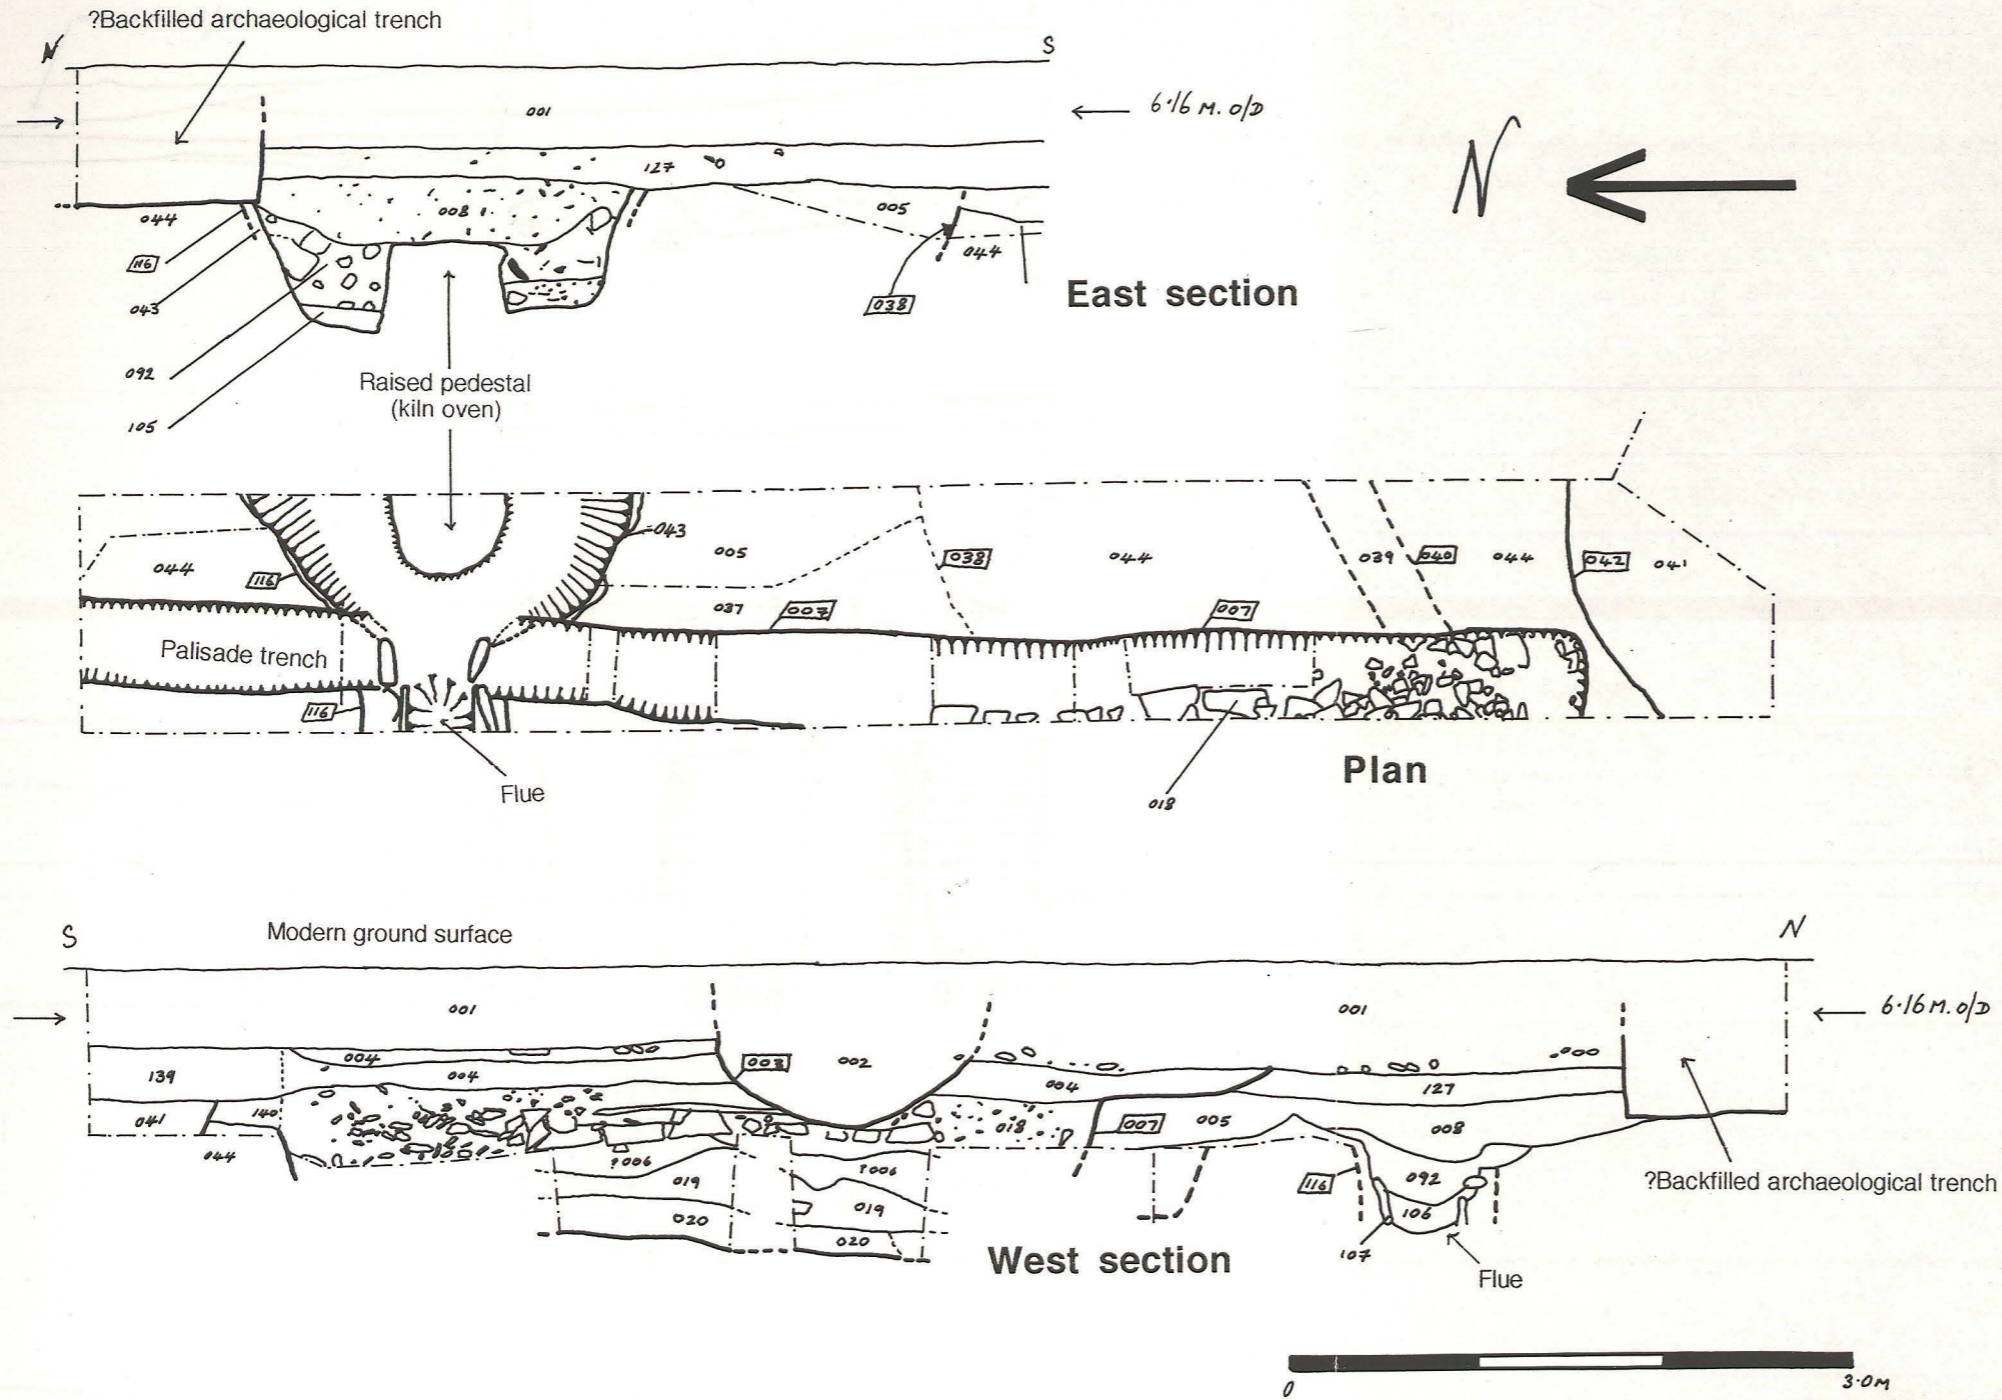 ?Backfilled archaeological trench
N
S
001
6·16 M. O/D
127
008
044
005
116
044
043
038
East section
N
092
Raised pedestal
(kiln oven)
105
043
005
038
044
039
040
044
042
041
044
116
037
007
007
Palisade trench
116
Plan
Flue
018
S
Modern ground surface
N
001
001
6·16 M. O/D
004
003
002
139
004
004
127
041
140
018
007
005
008
044
?006
?006
116
092
?Backfilled archaeological trench
019
019
106
020
020
107
West section
Flue
0
3·0M